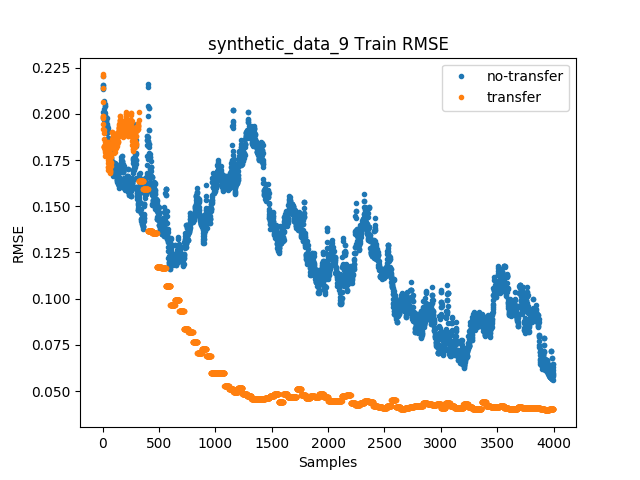 synthetic_data_9 Train RMSE
0.225
0.200
0.175
0.150
0.125
0.100
0.075
0.050
RMSE
no-transfer
transfer
0 500 1000 1500 2000 2500 3000 3500 4000
Samples